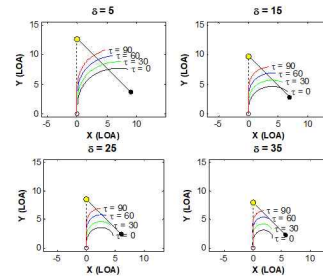 δ = 5
15
10
5
0
Y (LOA)
τ = 90
τ = 60
τ = 30
τ = 0
-5 0 5 10
X (LOA)
δ = 15
15
10
5
0
Y (LOA)
τ = 90
τ = 60
τ = 30
τ = 0
-5 0 5 10
X (LOA)
δ = 25
15
10
5
0
Y (LOA)
τ = 90
τ = 60
τ = 30
τ = 0
-5 0 5 10
X (LOA)
δ = 35
15
10
5
0
Y (LOA)
τ = 90
τ = 60
τ = 30
τ = 0
-5 0 5 10
X (LOA)